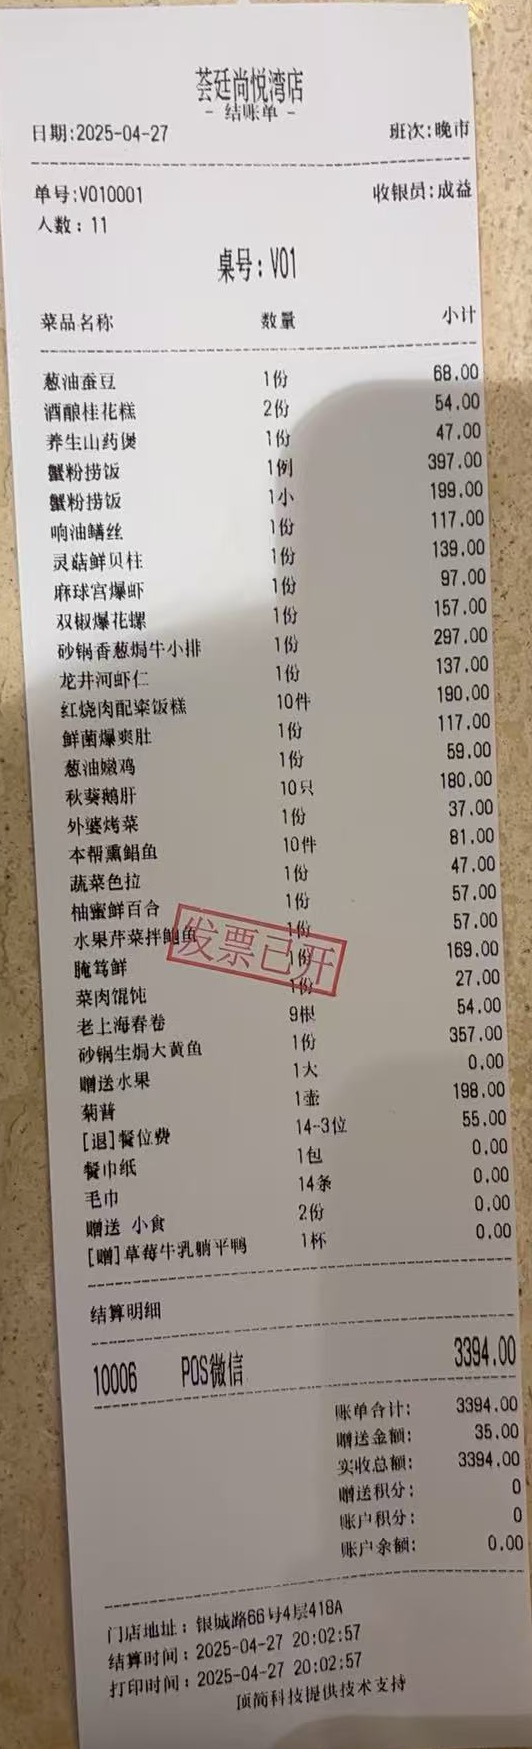 荟廷尚悦湾店
- 结账单 -
日期:2025-04-27 班次:晚市
单号:V010001 收银员:成益
人数: 11
桌号: V01
菜品名称 数量 小计
葱油蚕豆 1份 68.00
酒酿桂花糕 2份 54.00
养生山药煲 1份 47.00
蟹粉捞饭 1例 397.00
蟹粉捞饭 1小 199.00
响油鳝丝 1份 117.00
灵菇鲜贝柱 1份 139.00
麻球宫爆虾 1份 97.00
双椒爆花螺 1份 157.00
砂锅香葱焗牛小排 1份 297.00
龙井河虾仁 1份 137.00
红烧肉配粢饭糕 10件 190.00
鲜菌爆爽肚 1份 117.00
葱油嫩鸡 1份 59.00
秋葵鹅肝 10只 180.00
外婆烤菜 1份 37.00
本帮熏鲳鱼 10件 81.00
蔬菜色拉 1份 47.00
柚蜜鲜百合 1份 57.00
水果芹菜拌鲍鱼 1份 57.00
腌笃鲜 1份 169.00
菜肉馄饨 1份 27.00
老上海春卷 9根 54.00
砂锅生焗大黄鱼 1份 357.00
赠送水果 1大 0.00
菊普 1壶 198.00
[退]餐位费 14-3位 55.00
餐巾纸 1包 0.00
毛巾 14条 0.00
赠送 小食 2份 0.00
[赠]草莓牛乳躺平鸭 1杯 0.00
发票已开
结算明细
10006 POS微信 3394.00
账单合计: 3394.00
赠送金额: 35.00
实收总额: 3394.00
赠送积分: 0
账户积分: 0
账户余额: 0.00
门店地址: 银城路66号4层418A
结算时间: 2025-04-27 20:02:57
打印时间: 2025-04-27 20:02:57
顶简科技提供技术支持